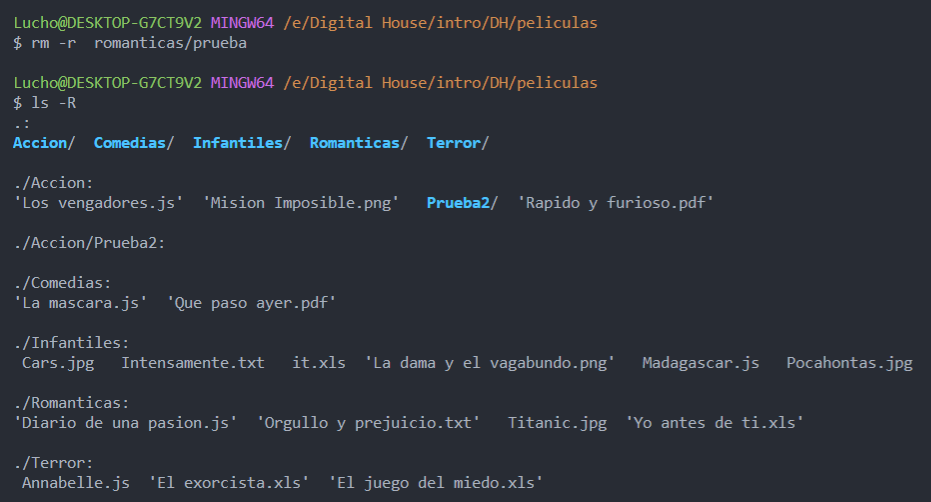 Lucho@DESKTOP-G7CT9V2 MINGW64 /e/Digital House/intro/DH/peliculas
$ rm -r  romanticas/prueba
Lucho@DESKTOP-G7CT9V2 MINGW64 /e/Digital House/intro/DH/peliculas
$ ls -R
.:
Accion/  Comedias/  Infantiles/  Romanticas/  Terror/
./Accion:
'Los vengadores.js'  'Mision Imposible.png'   Prueba2/  'Rapido y furioso.pdf'
./Accion/Prueba2:
./Comedias:
'La mascara.js'  'Que paso ayer.pdf'
./Infantiles:
 Cars.jpg   Intensamente.txt   it.xls  'La dama y el vagabundo.png'   Madagascar.js   Pocahontas.jpg
./Romanticas:
'Diario de una pasion.js'  'Orgullo y prejuicio.txt'   Titanic.jpg  'Yo antes de ti.xls'
./Terror:
 Annabelle.js  'El exorcista.xls'  'El juego del miedo.xls'